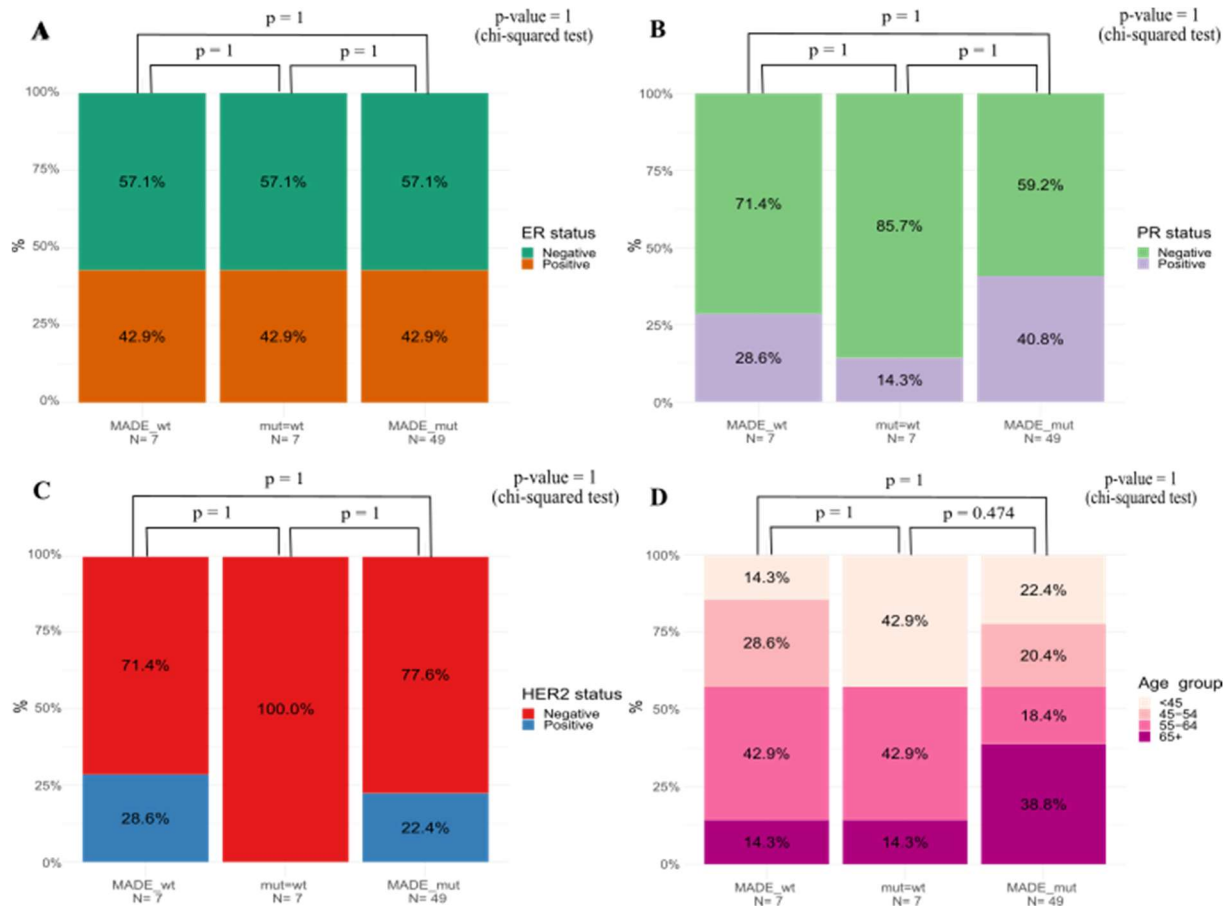 A
p = 1
p-value = 1
(chi-squared test)
p = 1
p = 1
100%
75%
50%
25%
0%
%
57.1%
57.1%
57.1%
42.9%
42.9%
42.9%
ER status
Negative
Positive
MADE_wt
N= 7
mut=wt
N= 7
MADE_mut
N= 49
B
p = 1
p-value = 1
(chi-squared test)
p = 1
p = 1
100%
75%
50%
25%
0%
%
71.4%
85.7%
59.2%
28.6%
14.3%
40.8%
PR status
Negative
Positive
MADE_wt
N= 7
mut=wt
N= 7
MADE_mut
N= 49
C
p = 1
p-value = 1
(chi-squared test)
p = 1
p = 1
100%
75%
50%
25%
0%
%
71.4%
100.0%
77.6%
28.6%
22.4%
HER2 status
Negative
Positive
MADE_wt
N= 7
mut=wt
N= 7
MADE_mut
N= 49
D
p = 1
p-value = 1
(chi-squared test)
p = 1
p = 0.474
100%
75%
50%
25%
0%
%
14.3%
28.6%
42.9%
14.3%
42.9%
42.9%
14.3%
22.4%
20.4%
18.4%
38.8%
Age group
<45
45−54
55−64
65+
MADE_wt
N= 7
mut=wt
N= 7
MADE_mut
N= 49